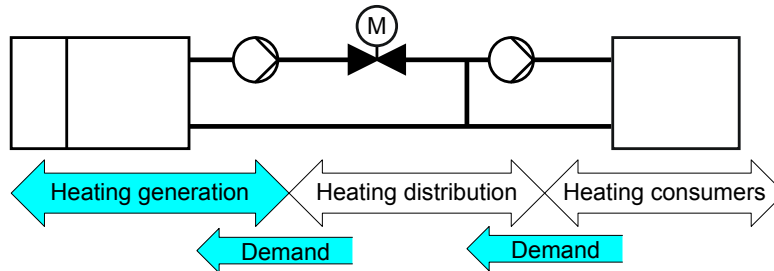 M
Heating generation
Heating distribution
Heating consumers
Demand
Demand